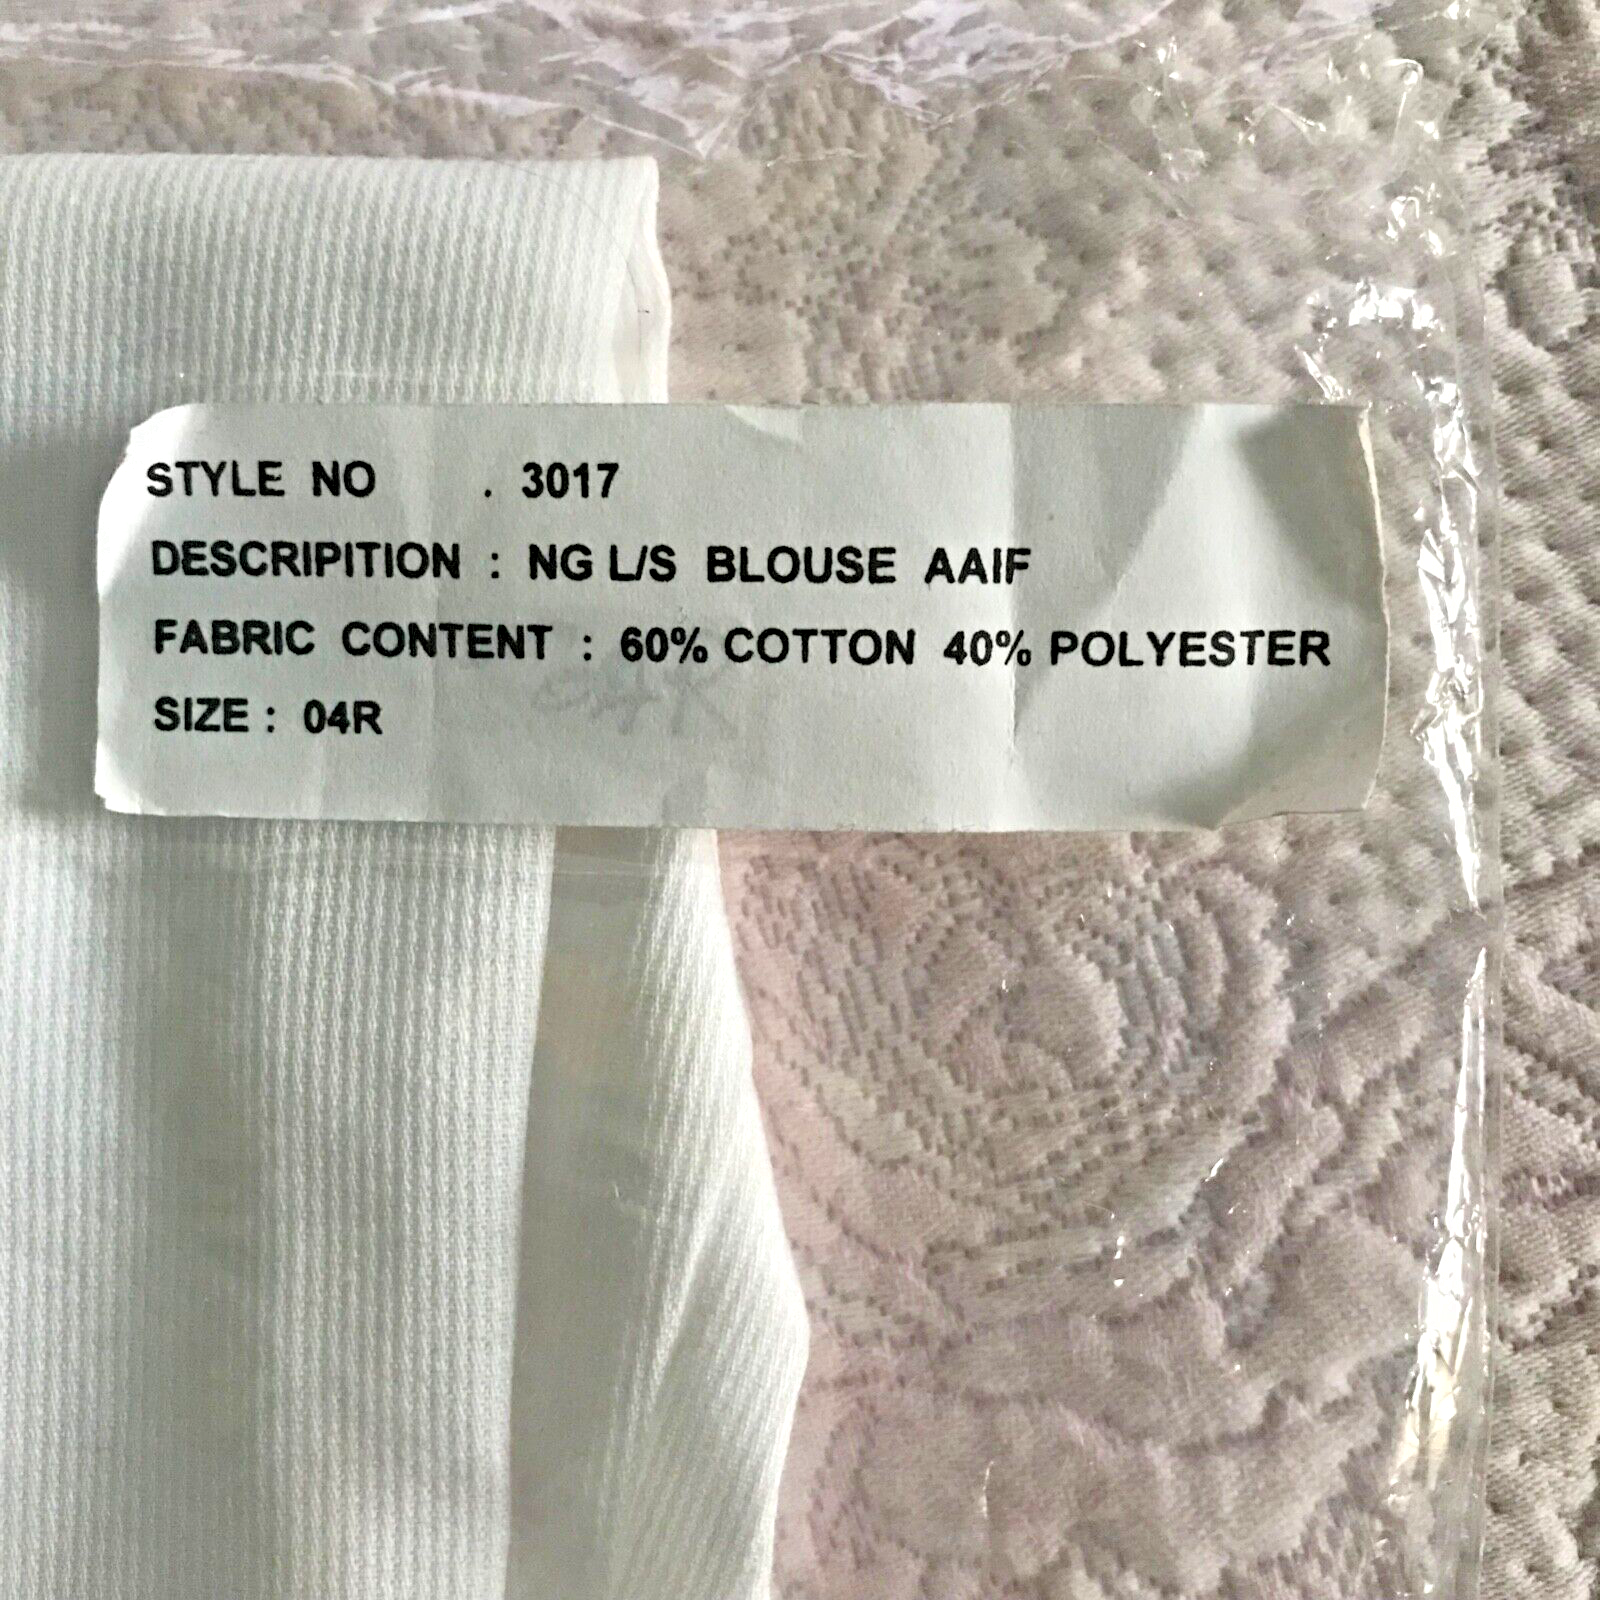 STYLE NO . 3017
DESCRIPITION : NG L/S BLOUSE AAIF
FABRIC CONTENT : 60% COTTON 40% POLYESTER
SIZE : 04R